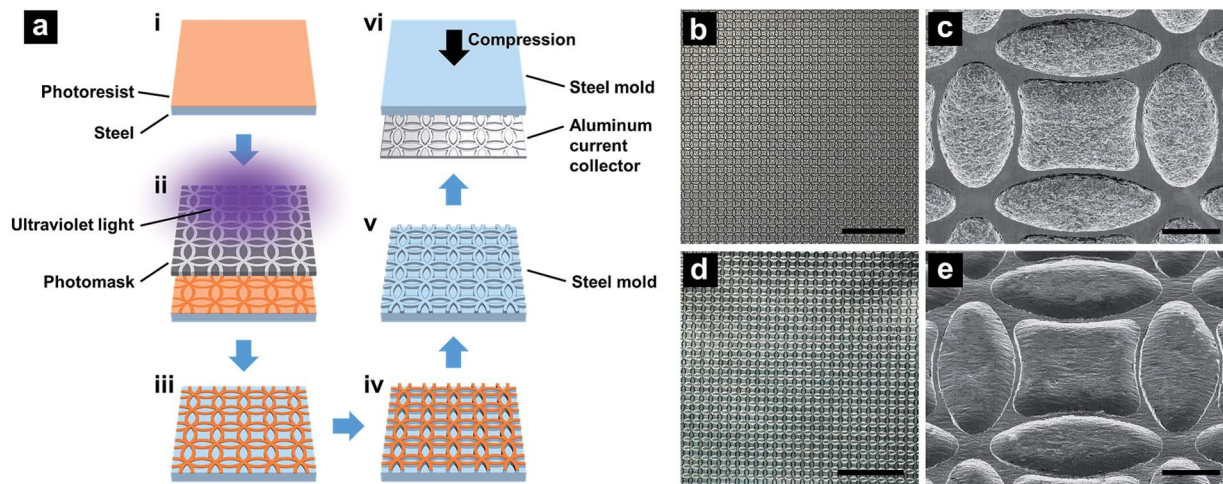 a
i
Photoresist
Steel
ii
Ultraviolet light
Photomask
iii
iv
v
Steel mold
vi
Compression
Steel mold
Aluminum
current
collector
b
c
d
e